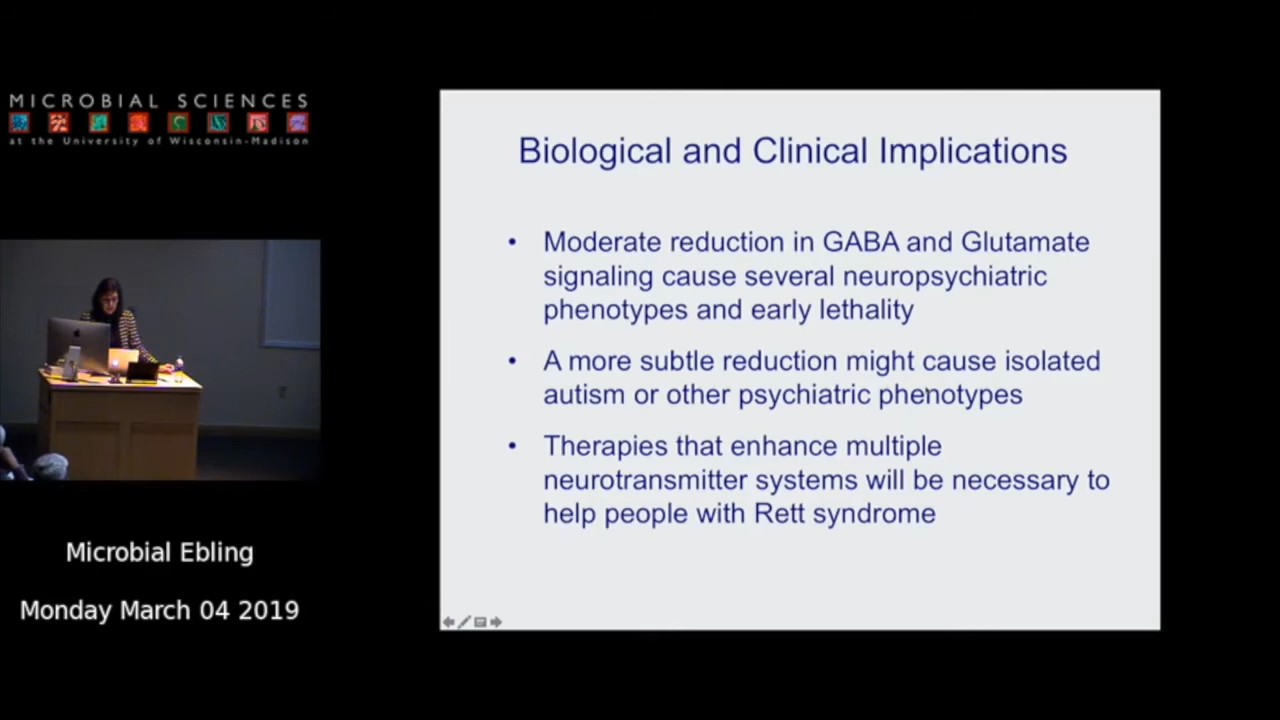 MICROBIAL SCIENCES
at the University of Wisconsin-Madison
Microbial Ebling
Monday March 04 2019
Biological and Clinical Implications
• Moderate reduction in GABA and Glutamate
signaling cause several neuropsychiatric
phenotypes and early lethality
• A more subtle reduction might cause isolated
autism or other psychiatric phenotypes
• Therapies that enhance multiple
neurotransmitter systems will be necessary to
help people with Rett syndrome